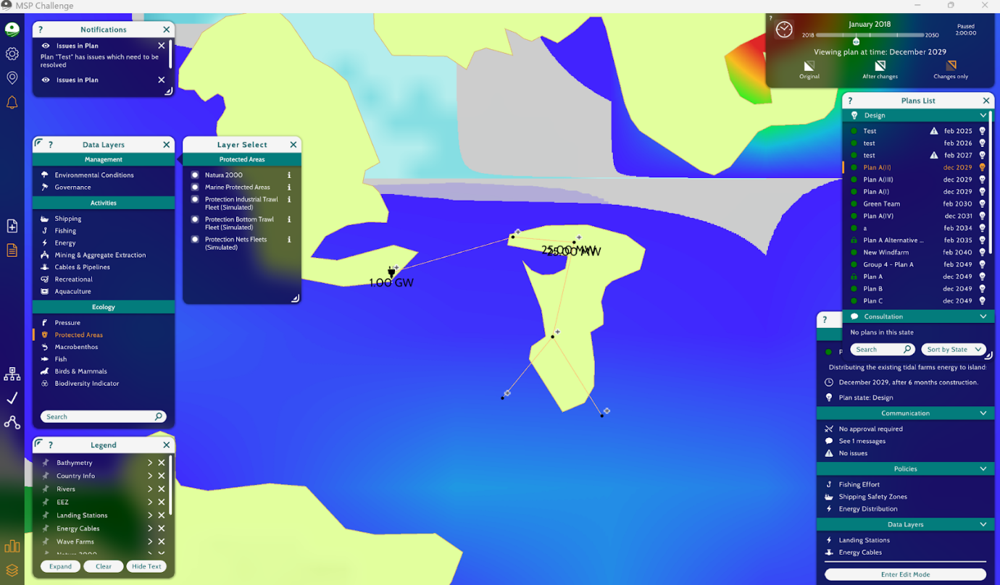 MSP Challenge
? Notifications
Issues in Plan
Plan "Test" has issues which need to be
resolved
Issues in Plan
? Data Layers
Management
Environmental Conditions
Governance
Activities
Shipping
Fishing
Energy
Mining & Aggregate Extraction
Cables & Pipelines
Recreational
Aquaculture
Ecology
Pressure
Protected Areas
Macrobenthos
Fish
Birds & Mammals
Biodiversity Indicator
Search
Layer Select
Protected Areas
Natura 2000
Marine Protected Areas
Protection Industrial Trawl
Fleet (Simulated)
Protection Bottom Trawl
Fleet (Simulated)
Protection Nets Fleets
(Simulated)
? Legend
Bathymetry
Country Info
Rivers
EEZ
Landing Stations
Energy Cables
Wave Farms
Natura 2000
Expand Clear Hide Text
1.00 GW
25.00 MW
25.00 MW
?
January 2018
2018 2050
Paused
2:00:00
Viewing plan at time: December 2029
Original After changes Changes only
? Plans List
Design
Test feb 2025
test feb 2026
test feb 2027
Plan A(II) dec 2029
Plan A(III) dec 2029
Plan A(I) dec 2029
Green Team feb 2030
Plan A(IV) dec 2031
a feb 2034
Plan A Alternative ... feb 2035
New Windfarm feb 2040
Group 4 - Plan A feb 2049
Plan A dec 2049
Plan B dec 2049
Plan C dec 2049
Consultation
No plans in this state
Search Sort by State
?
P
Distributing the existing tidal farms energy to island:
December 2029, after 6 months construction.
Plan state: Design
Communication
No approval required
See 1 messages
No issues
Policies
Fishing Effort
Shipping Safety Zones
Energy Distribution
Data Layers
Landing Stations
Energy Cables
Enter Edit Mode